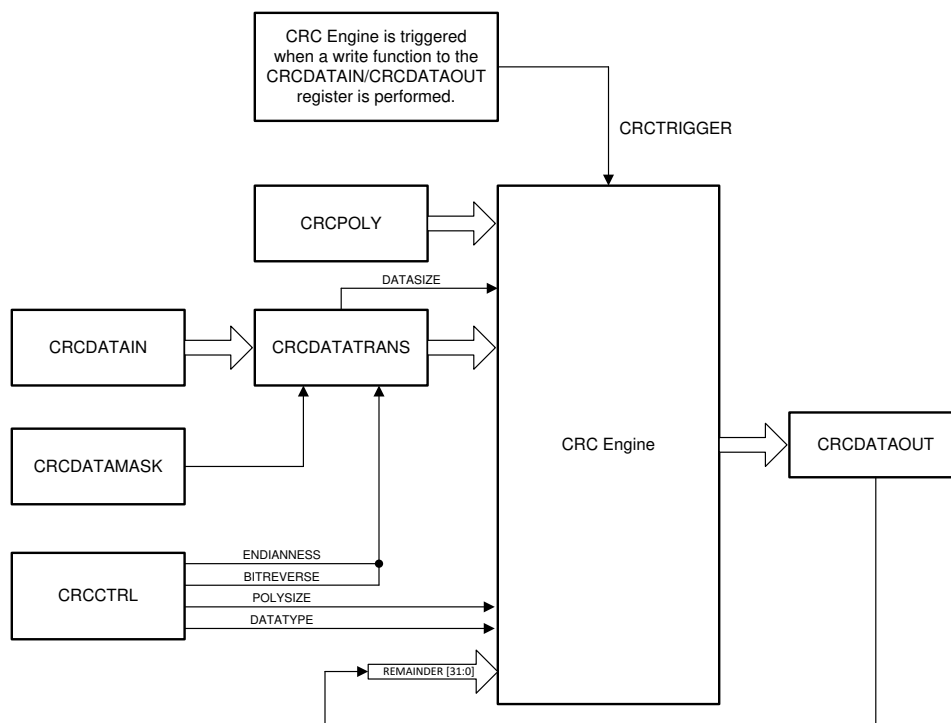 CRC Engine is triggered
when a write function to the
CRCDATAIN/CRCDATAOUT
register is performed.
CRCTRIGGER
CRCPOLY
DATASIZE
CRCDATAIN
CRCDATATRANS
CRC Engine
CRCDATAOUT
CRCDATAMASK
CRCCTRL
ENDIANNESS
BITREVERSE
POLYSIZE
DATATYPE
REMAINDER [31:0]